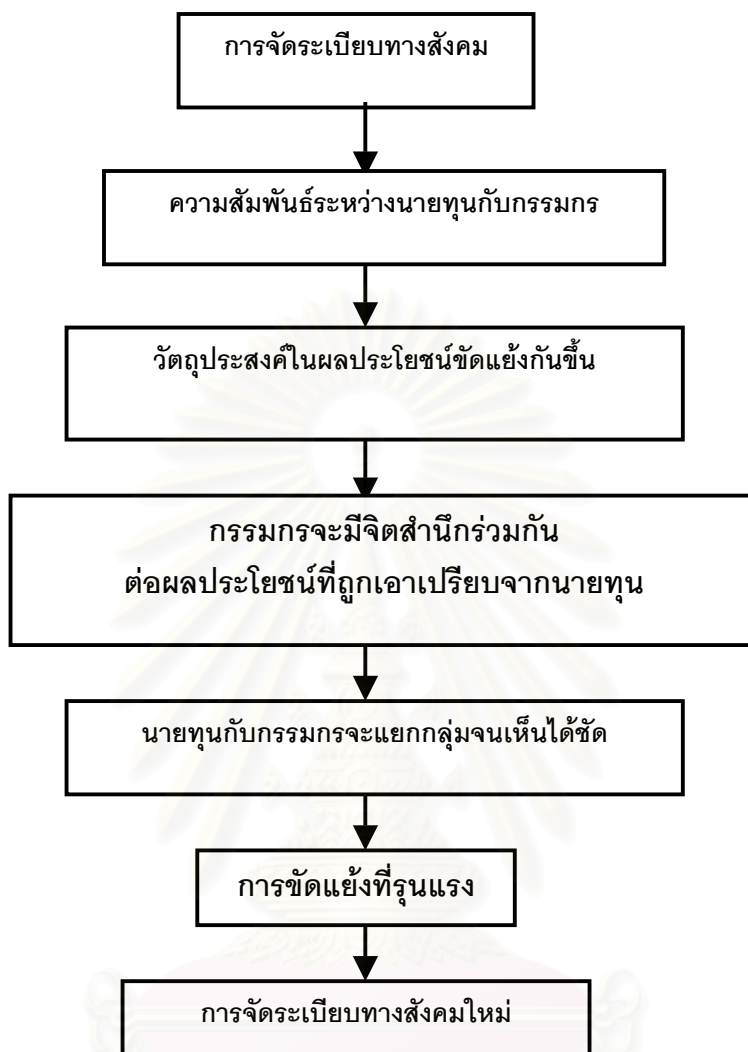 การจัดระเบียบทางสังคม
ความสัมพันธ์ระหว่างนายทุนกับกรรมกร
วัตถุประสงค์ในผลประโยชน์ขัดแย้งกันขึ้น
กรรมกรจะมีจิตสำนึกร่วมกัน
ต่อผลประโยชน์ที่ถูกเอาเปรียบจากนายทุน
นายทุนกับกรรมกรจะแยกกลุ่มจนเห็นได้ชัด
การขัดแย้งที่รุนแรง
การจัดระเบียบทางสังคมใหม่